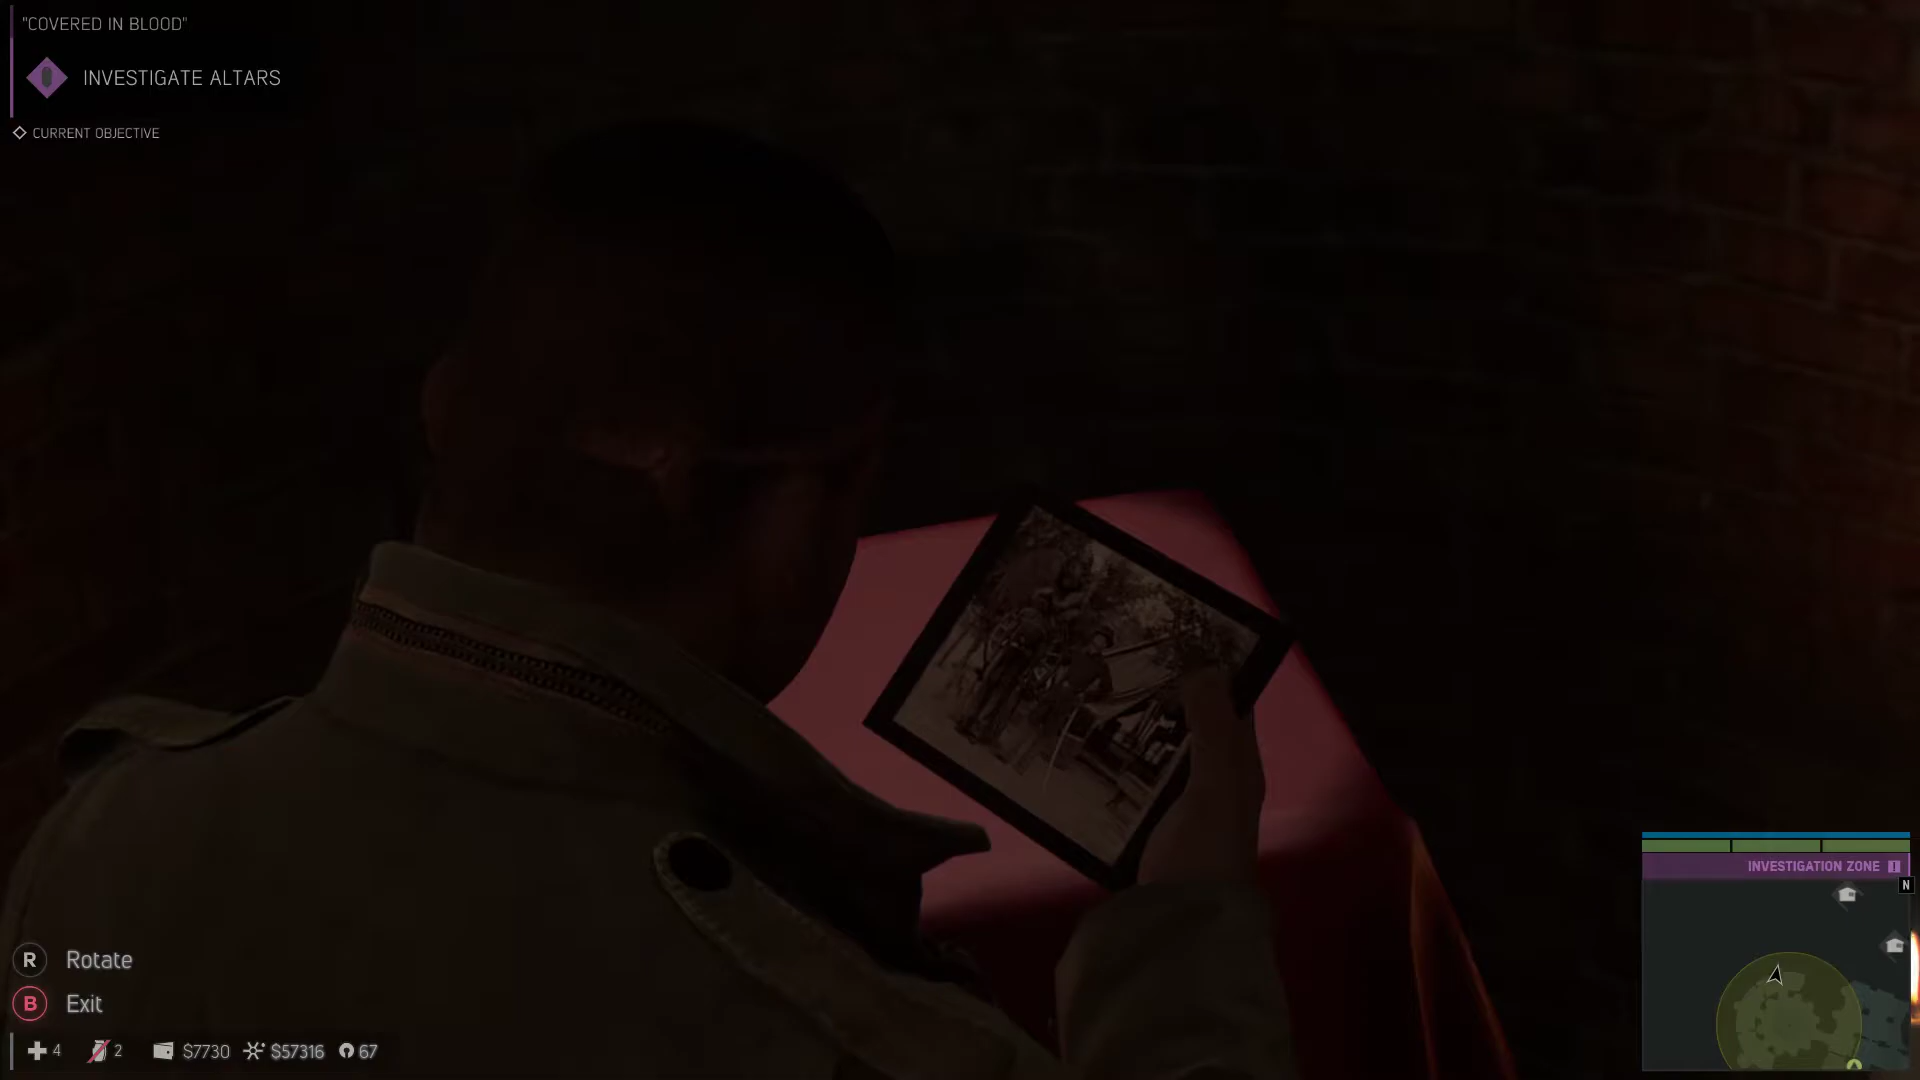 "COVERED IN BLOOD"
INVESTIGATE ALTARS
CURRENT OBJECTIVE
INVESTIGATION ZONE
N
R Rotate
B Exit
4 2 $7730 $57316 67